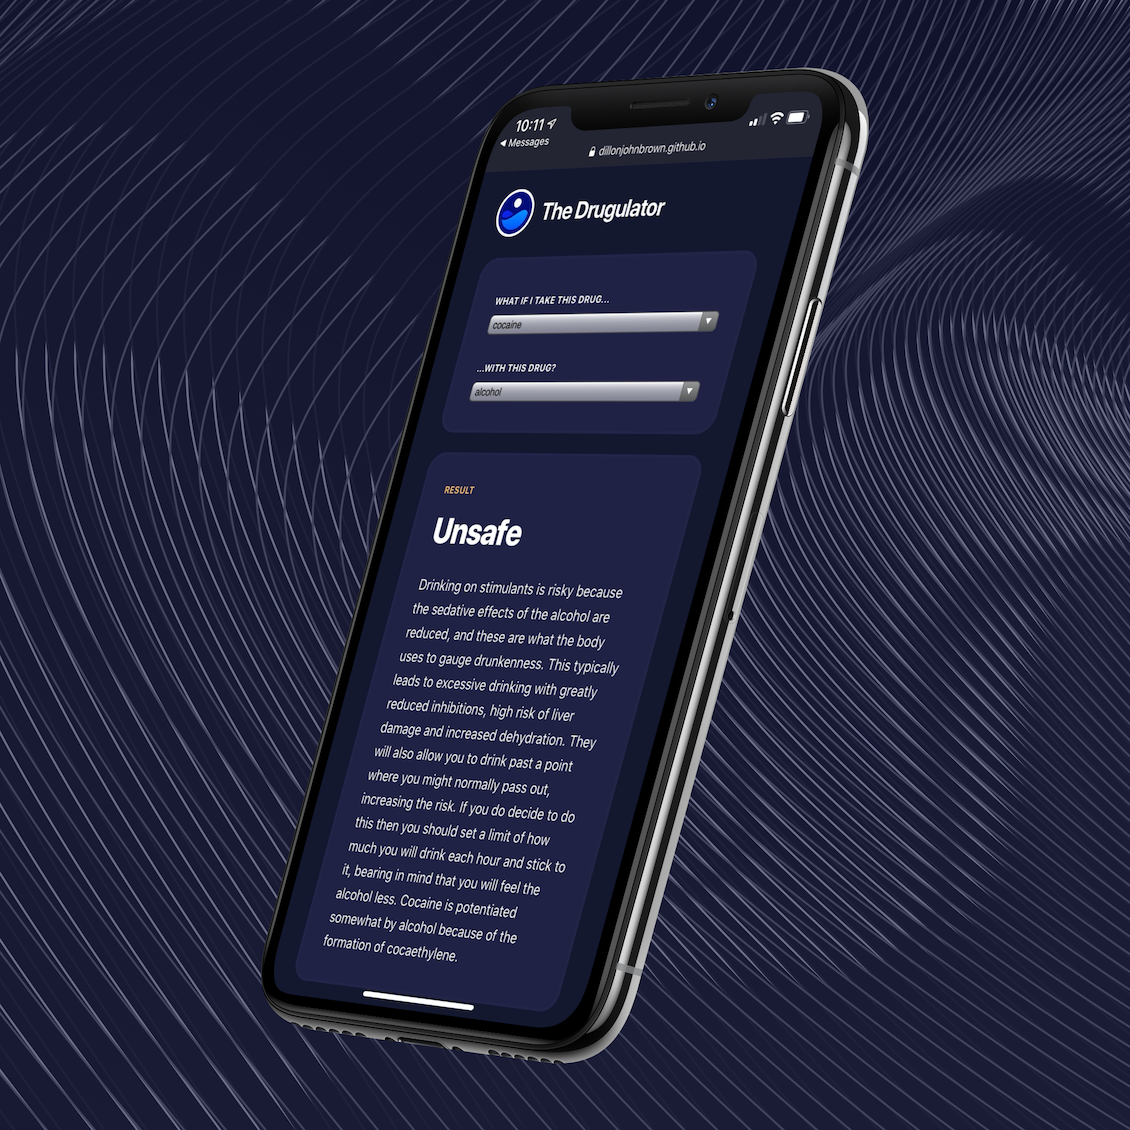 10:11
Messages
dillonjohnbrown.github.io
The Drugulator
WHAT IF I TAKE THIS DRUG...
cocaine
...WITH THIS DRUG?
alcohol
RESULT
Unsafe
Drinking on stimulants is risky because
the sedative effects of the alcohol are
reduced, and these are what the body
uses to gauge drunkenness. This typically
leads to excessive drinking with greatly
reduced inhibitions, high risk of liver
damage and increased dehydration. They
will also allow you to drink past a point
where you might normally pass out,
increasing the risk. If you do decide to do
this then you should set a limit of how
much you will drink each hour and stick to
it, bearing in mind that you will feel the
alcohol less. Cocaine is potentiated
somewhat by alcohol because of the
formation of cocaethylene.